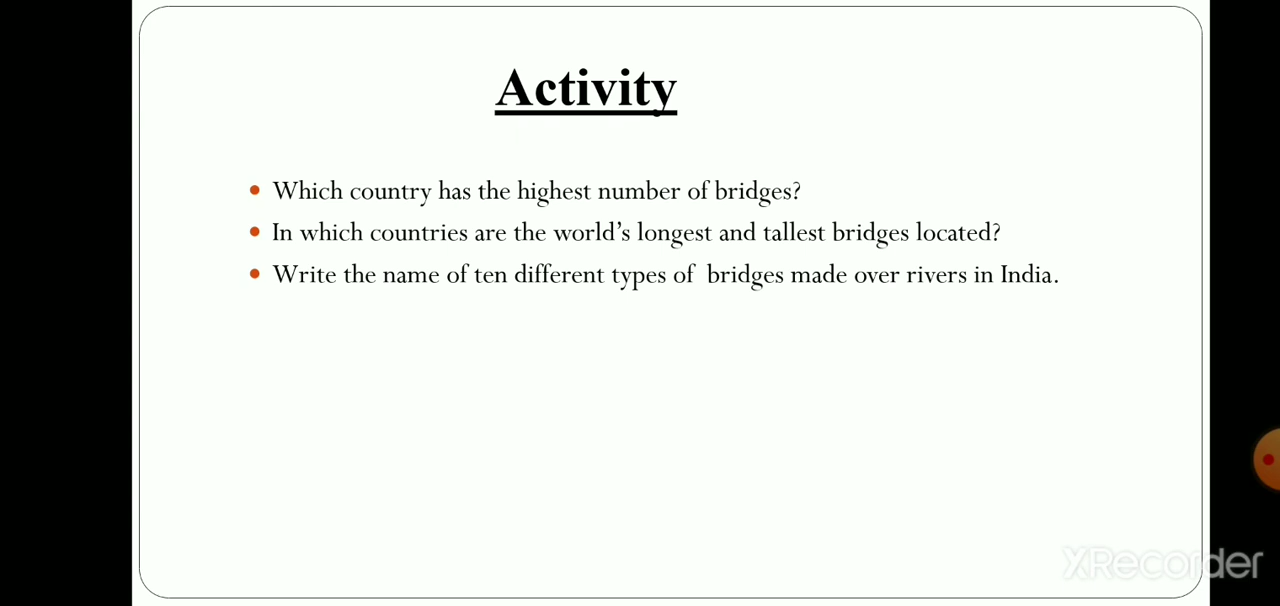 Activity
Which country has the highest number of bridges?
In which countries are the world’s longest and tallest bridges located?
Write the name of ten different types of  bridges made over rivers in India.
XRecorder